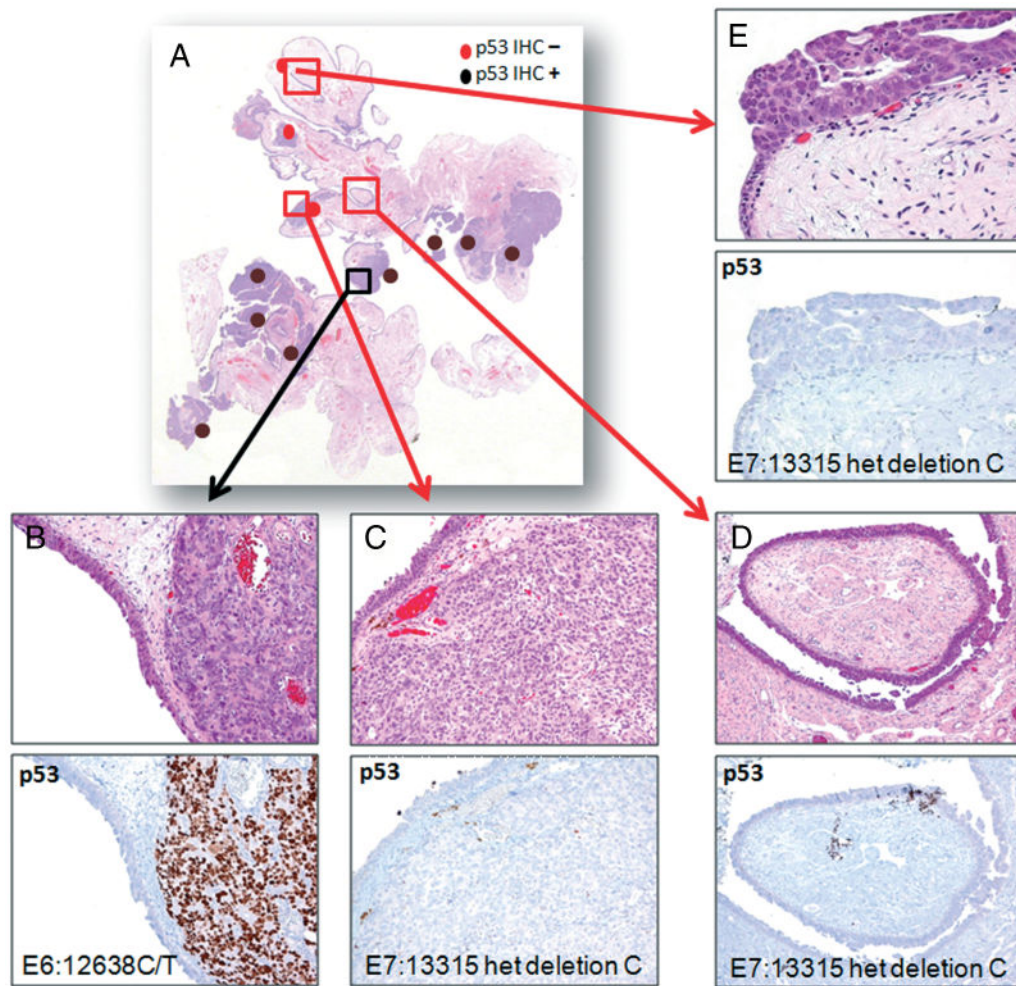 A
p53 IHC –
p53 IHC +
E
p53
E7:13315 het deletion C
B
p53
E6:12638C/T
C
p53
E7:13315 het deletion C
D
p53
E7:13315 het deletion C